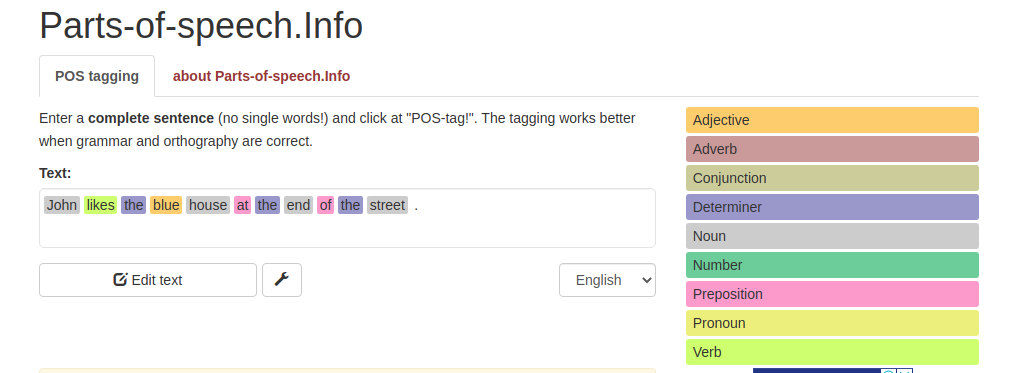 Parts-of-speech.Info
POS tagging
about Parts-of-speech.Info
Enter a complete sentence (no single words!) and click at "POS-tag!". The tagging works better
when grammar and orthography are correct.
Text:
John likes the blue house at the end of the street .
Edit text
English
Adjective
Adverb
Conjunction
Determiner
Noun
Number
Preposition
Pronoun
Verb